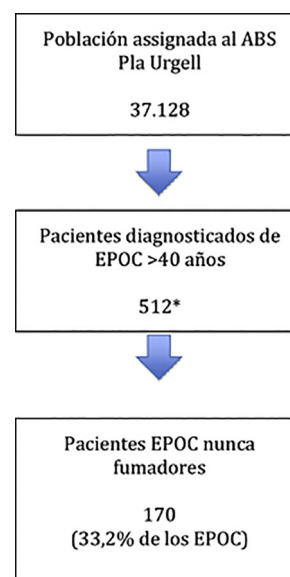 Población assignada al ABS
Pla Urgell
37.128
Pacientes diagnosticados de
EPOC >40 años
512*
Pacientes EPOC nunca
fumadores
170
(33,2% de los EPOC)